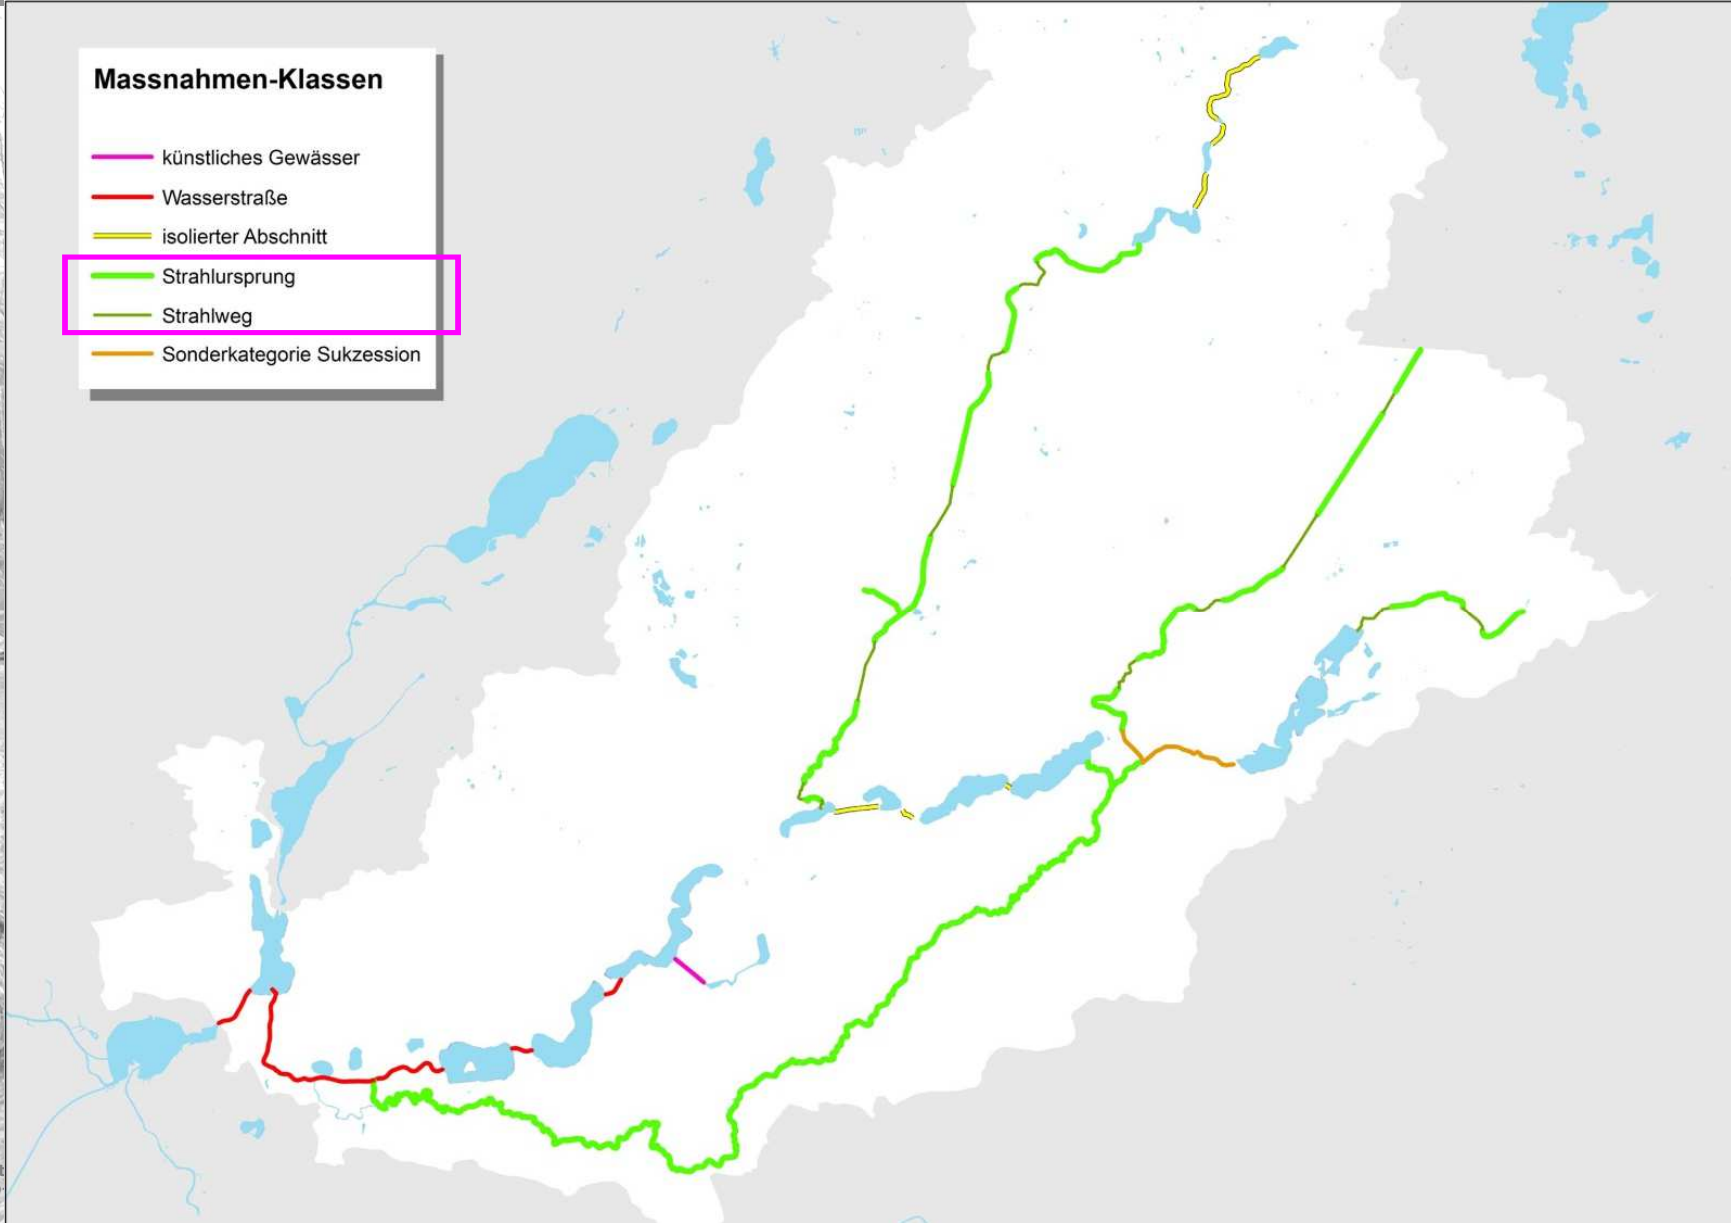 Massnahmen-Klassen
künstliches Gewässer
Wasserstraße
isolierter Abschnitt
Strahlursprung
Strahlweg
Sonderkategorie Sukzession